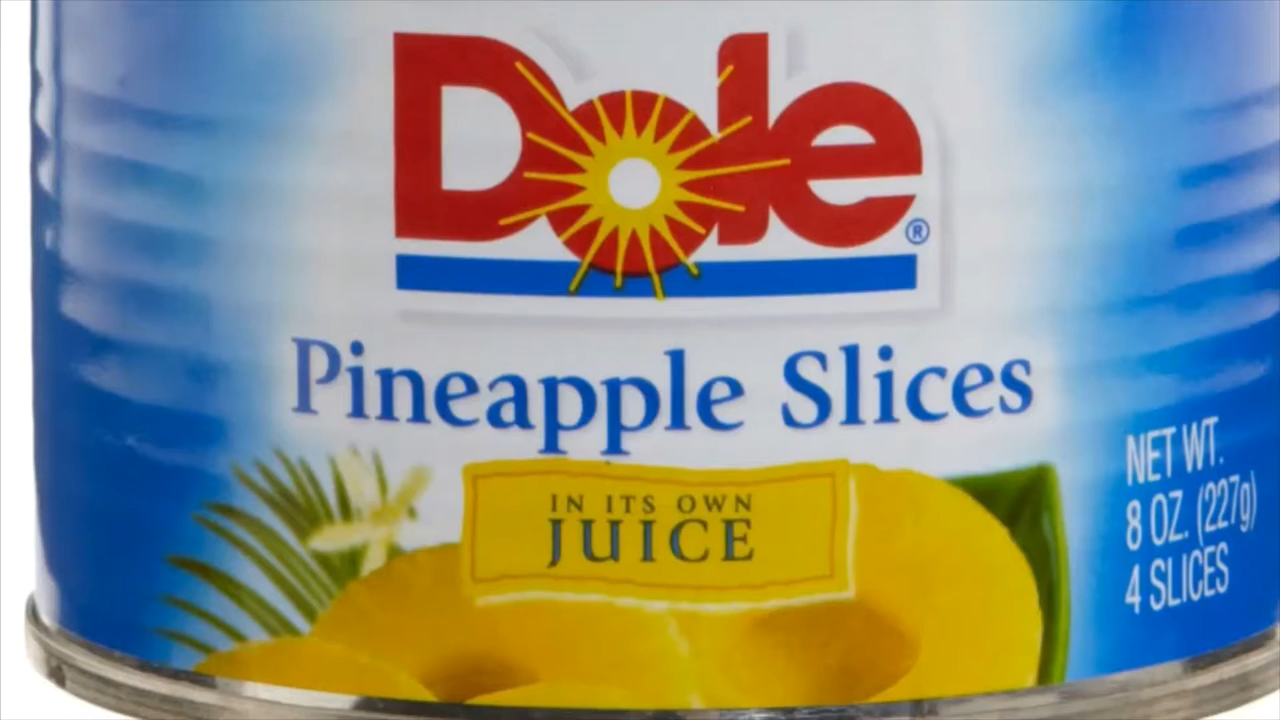 Dole®
Pineapple Slices
IN ITS OWN
JUICE
NET WT.
8 OZ. (227g)
4 SLICES